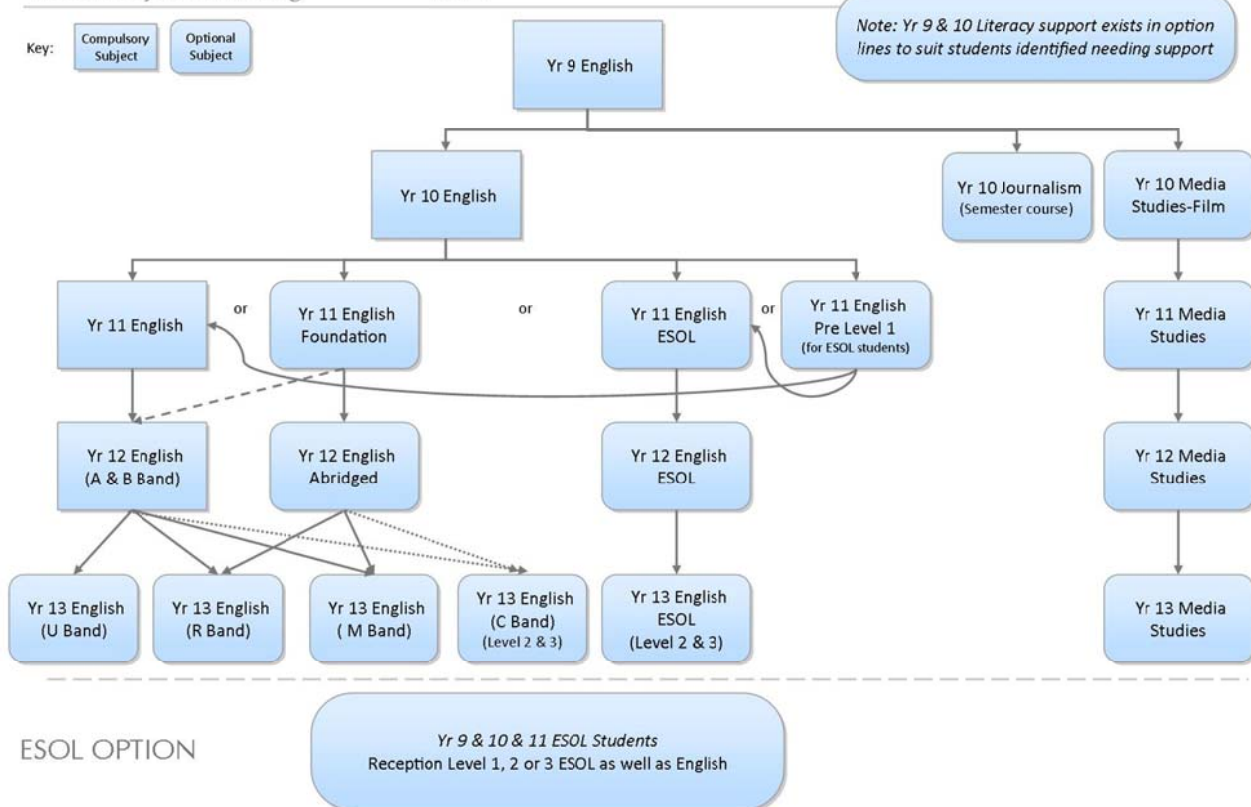 Key:
Compulsory
Subject
Optional
Subject
Note: Yr 9 & 10 Literacy support exists in option
lines to suit students identified needing support
Yr 9 English
Yr 10 English
Yr 10 Journalism
(Semester course)
Yr 10 Media
Studies-Film
Yr 11 English
or
Yr 11 English
Foundation
or
Yr 11 English
ESOL
or
Yr 11 English
Pre Level 1
(for ESOL students)
Yr 11 Media
Studies
Yr 12 English
(A & B Band)
Yr 12 English
Abridged
Yr 12 English
ESOL
Yr 12 Media
Studies
Yr 13 English
(U Band)
Yr 13 English
(R Band)
Yr 13 English
( M Band)
Yr 13 English
(C Band)
(Level 2 & 3)
Yr 13 English
ESOL
(Level 2 & 3)
Yr 13 Media
Studies
ESOL OPTION
Yr 9 & 10 & 11 ESOL Students
Reception Level 1, 2 or 3 ESOL as well as English